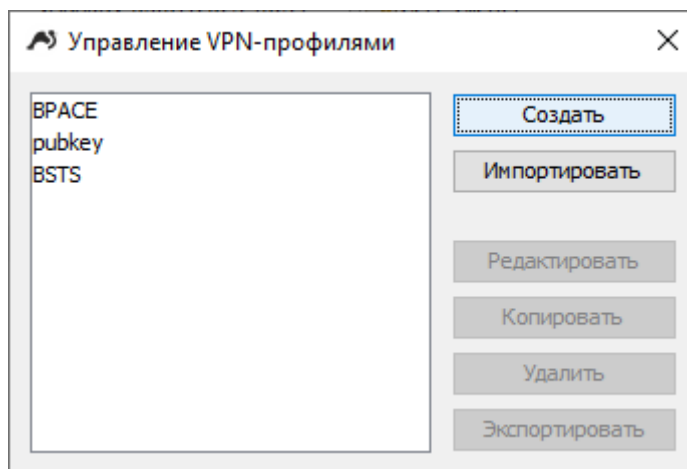 Управление VPN-профилями
BPACE
pubkey
BSTS
Создать
Импортировать
Редактировать
Копировать
Удалить
Экспортировать